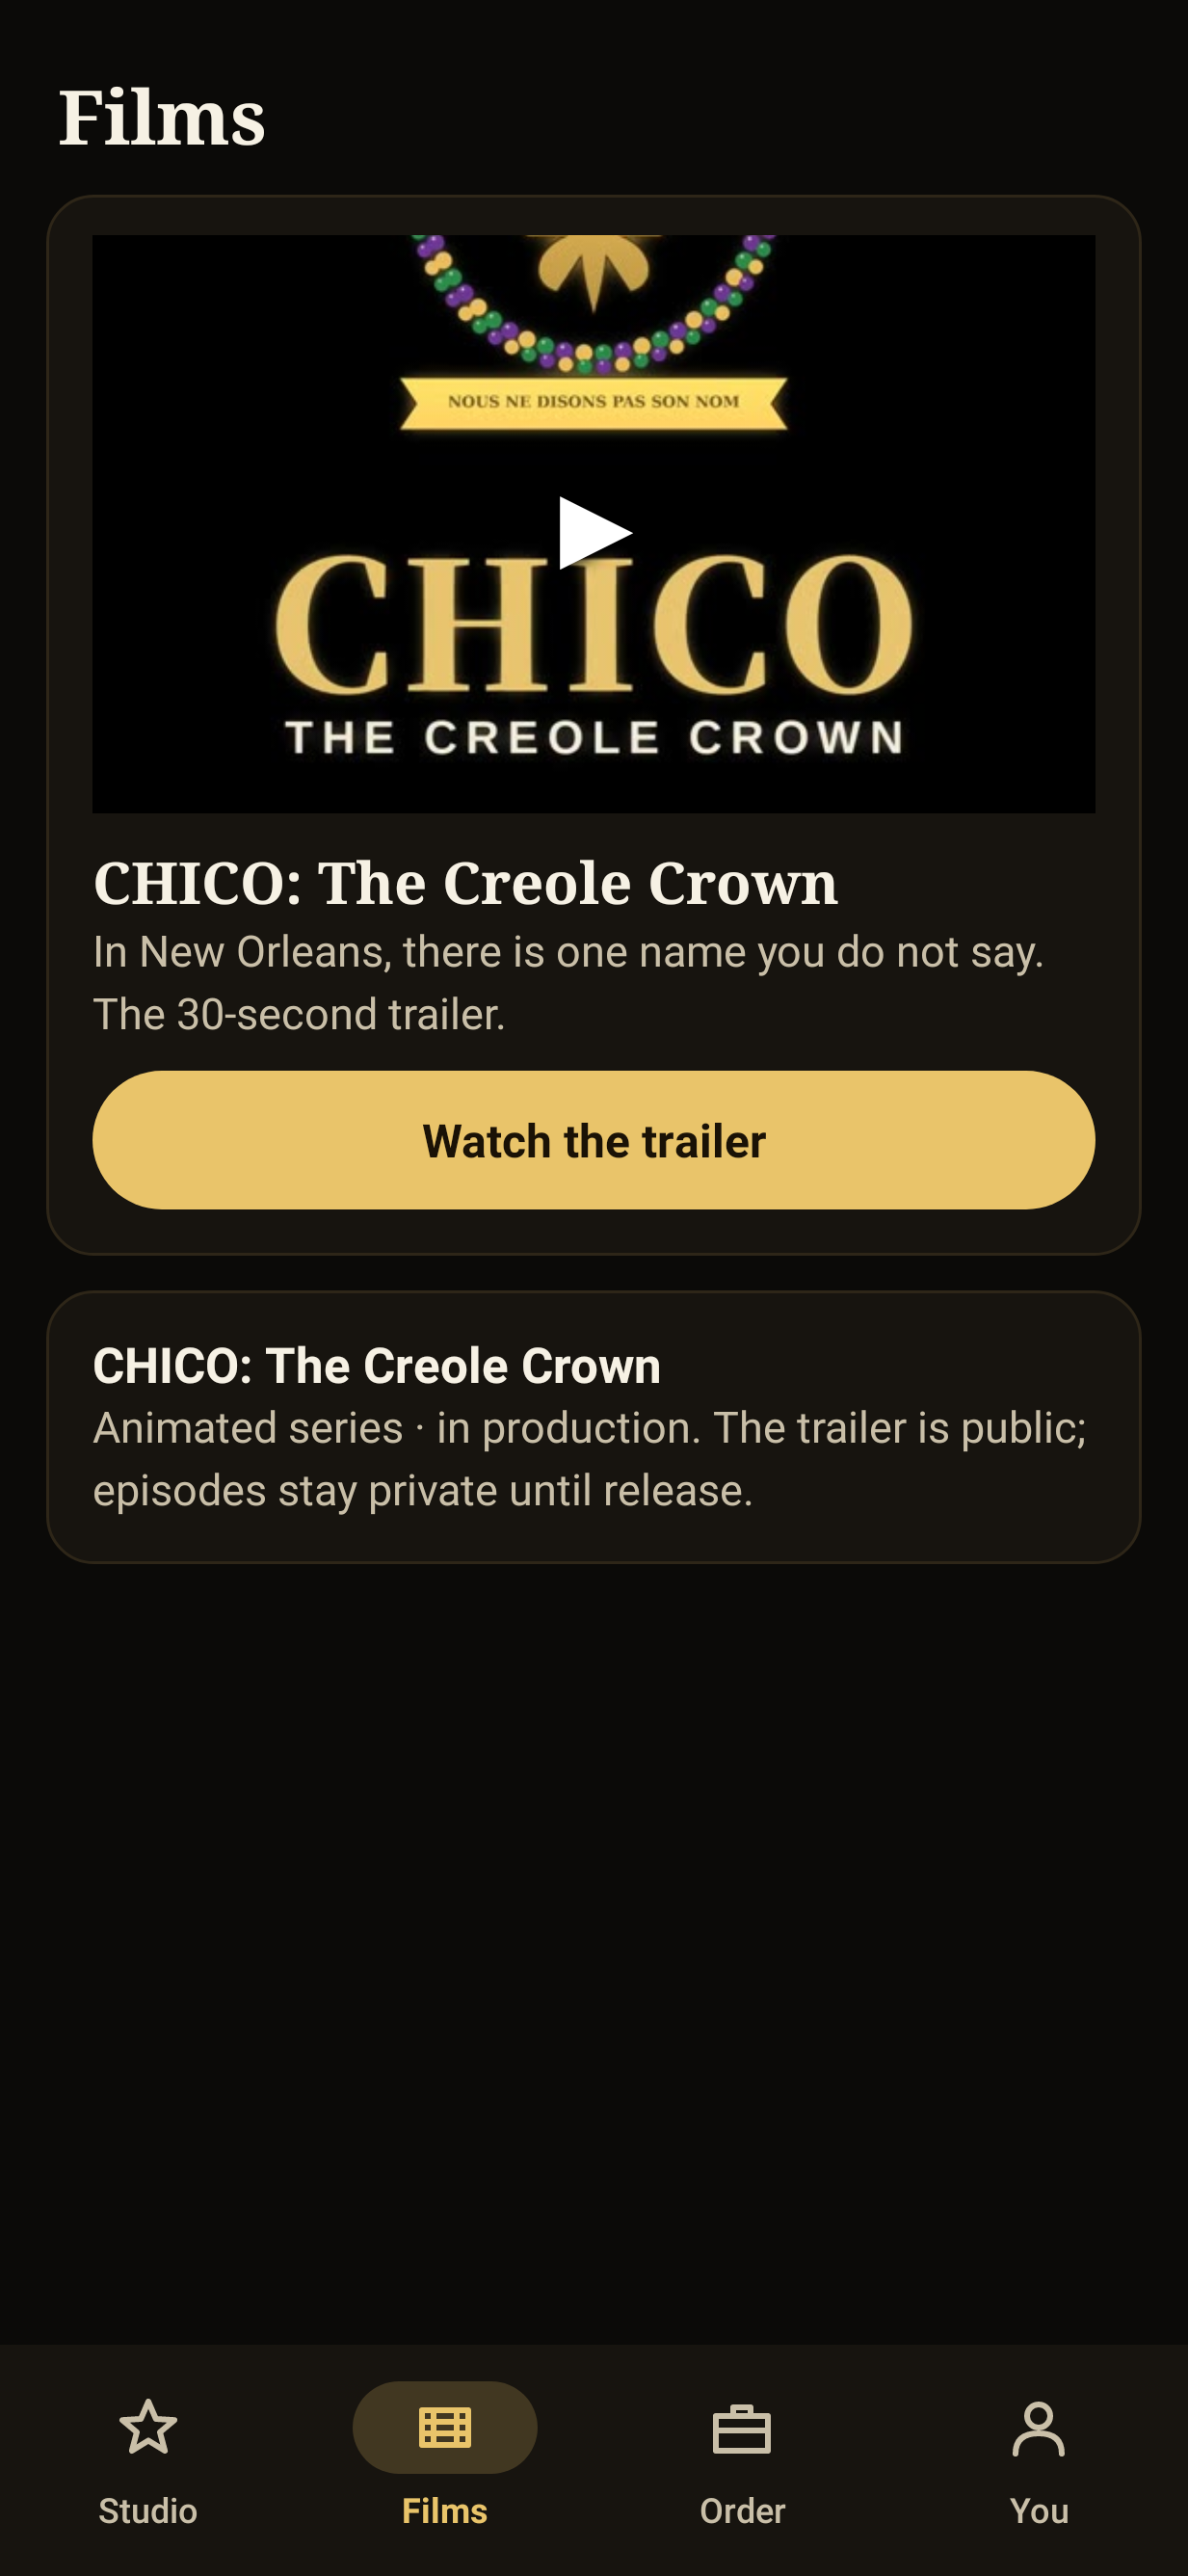 Films
NOUS NE DISONS PAS SON NOM
CHICO
THE CREOLE CROWN
CHICO: The Creole Crown
In New Orleans, there is one name you do not say.
The 30-second trailer.
Watch the trailer
CHICO: The Creole Crown
Animated series · in production. The trailer is public;
episodes stay private until release.
Studio
Films
Order
You